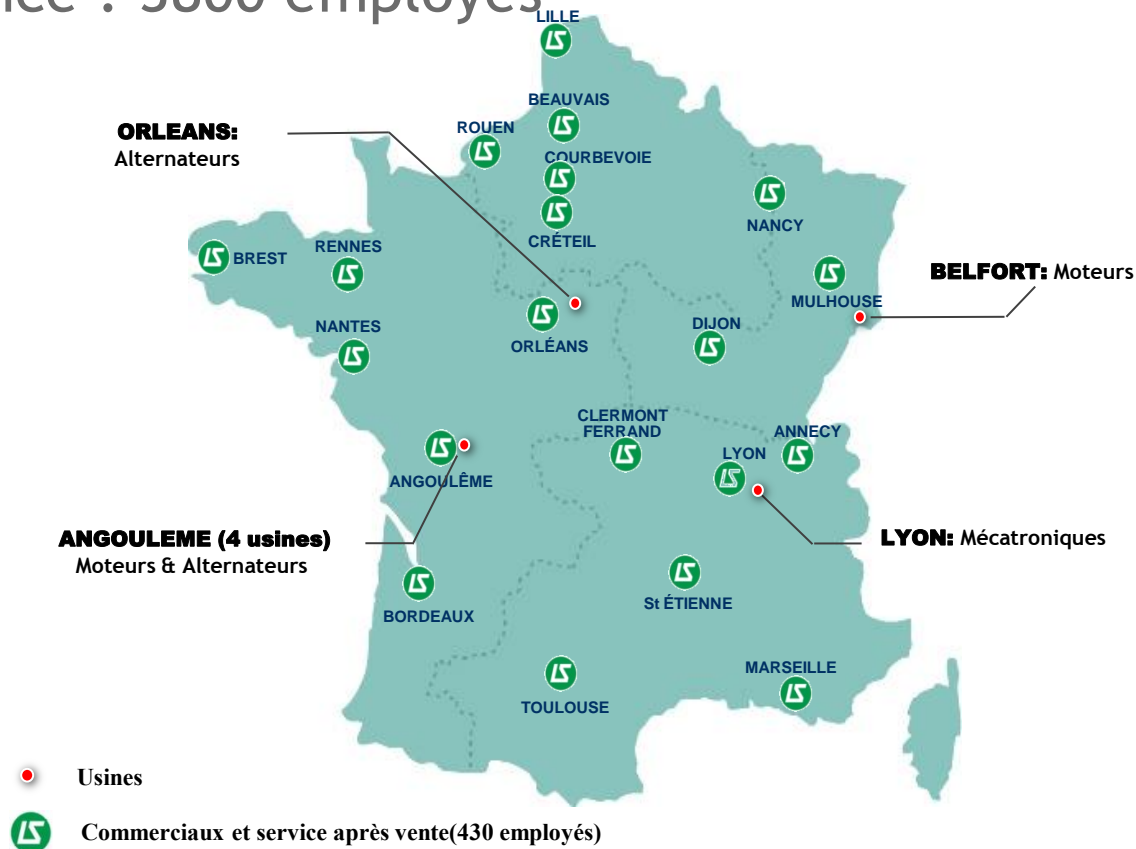 employés
LILLE
BEAUVAIS
ROUEN
COURBEVOIE
ORLEANS:
Alternateurs
NANCY
CRÉTEIL
BREST
RENNES
BELFORT: Moteurs
MULHOUSE
NANTES
DIJON
ORLÉANS
CLERMONT
FERRAND
ANNECY
LYON
ANGOULÊME
ANGOULEME (4 usines)
Moteurs & Alternateurs
LYON: Mécatroniques
St ÉTIENNE
BORDEAUX
MARSEILLE
TOULOUSE
Usines
LS Commerciaux et service après vente(430 employés)